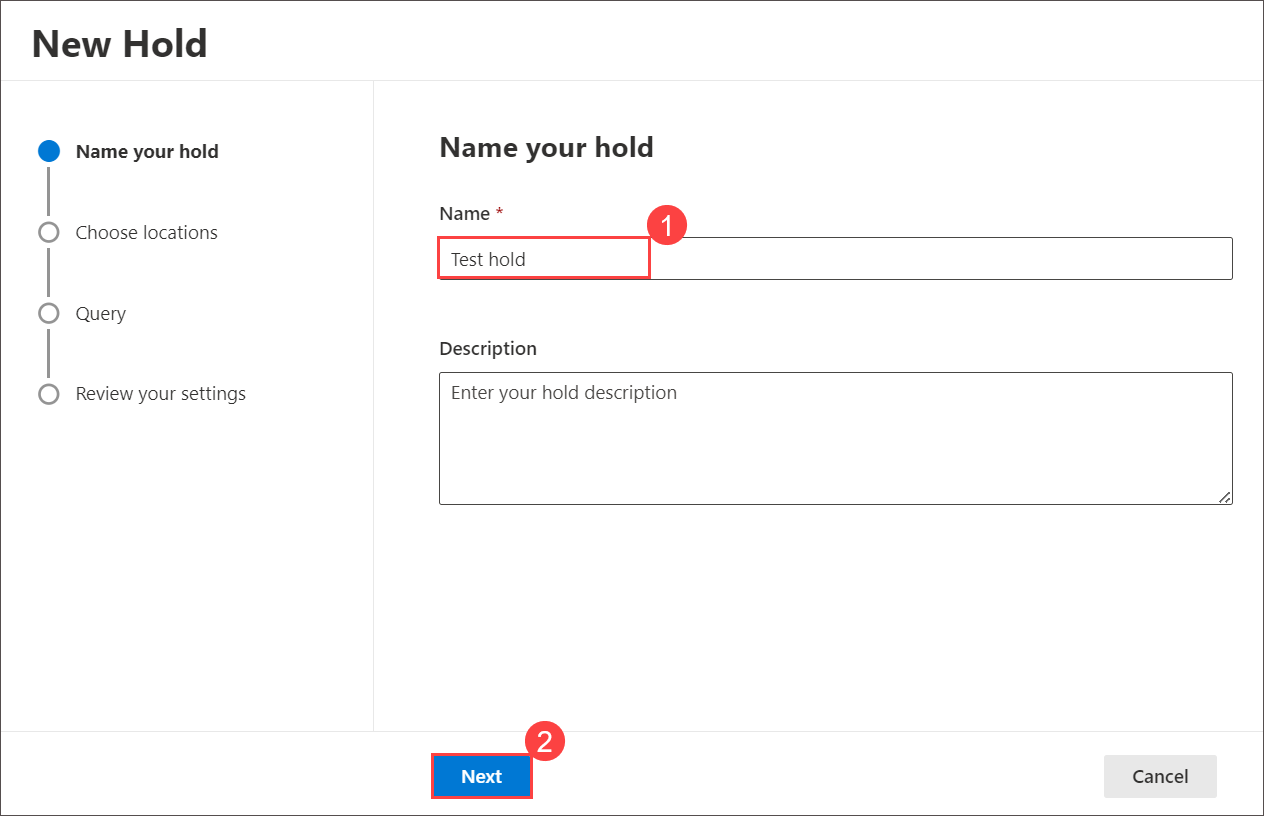 New Hold
Name your hold
Choose locations
Query
Review your settings
Name your hold
Name *
1
Test hold
Description
Enter your hold description
2
Next
Cancel